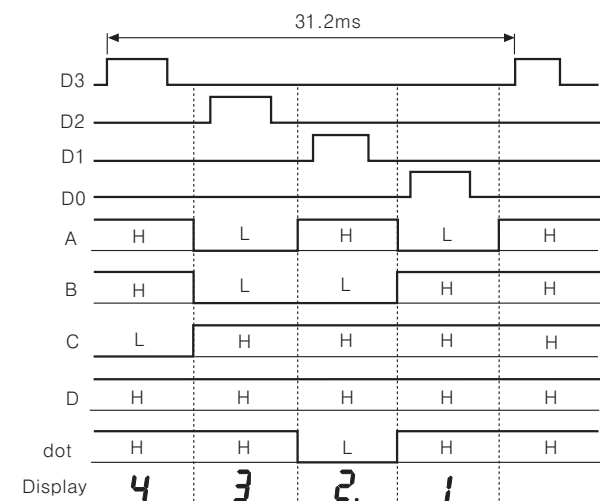 31.2ms
D3
D2
D1
D0
A H L H L H
B H L L H H
C L H H H H
D H H H H H
dot H H L H H
Display 4 3 2. 1